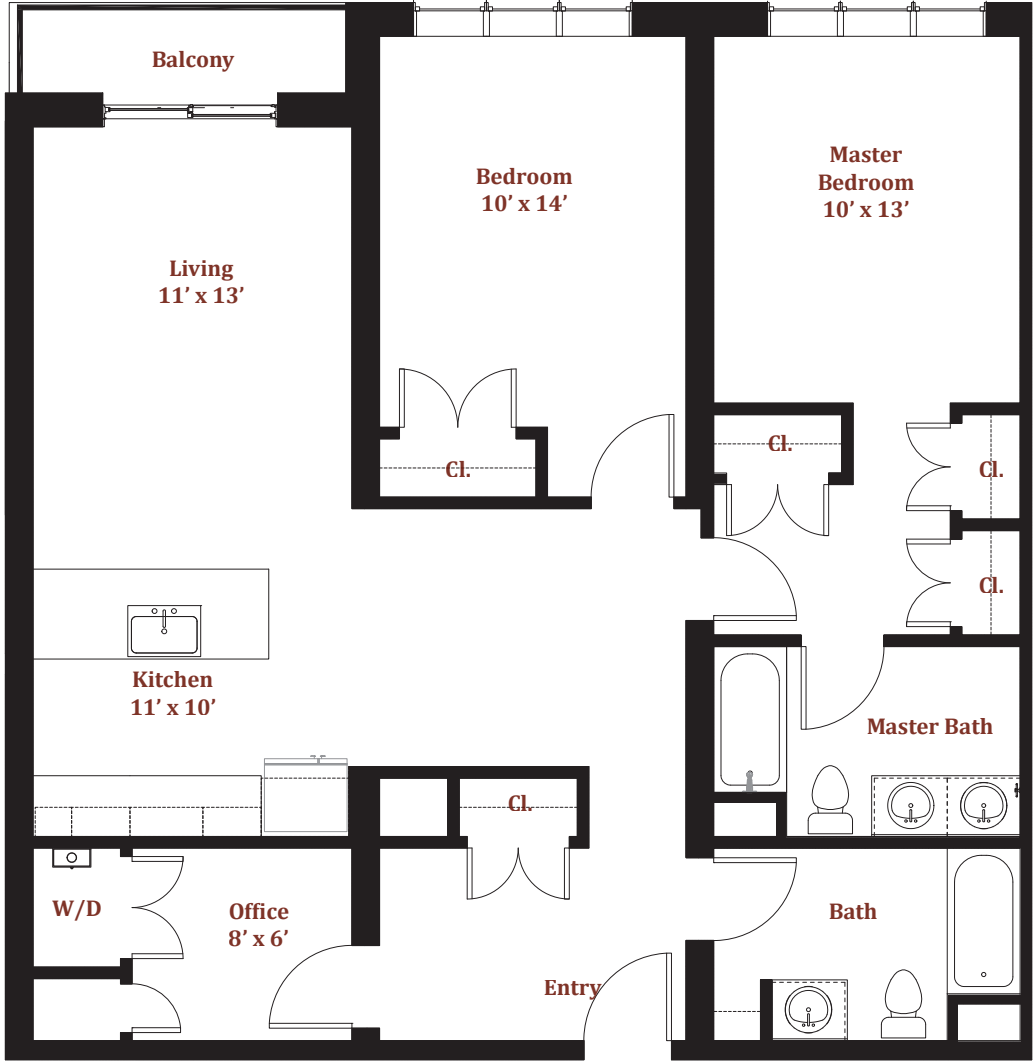 Balcony
Bedroom
10’ x 14’
Master
Bedroom
10’ x 13’
Living
11’ x 13’
Cl.
Cl.
Cl.
Cl.
Kitchen
11’ x 10’
Master Bath
Cl.
W/D
Office
8’ x 6’
Bath
Entry